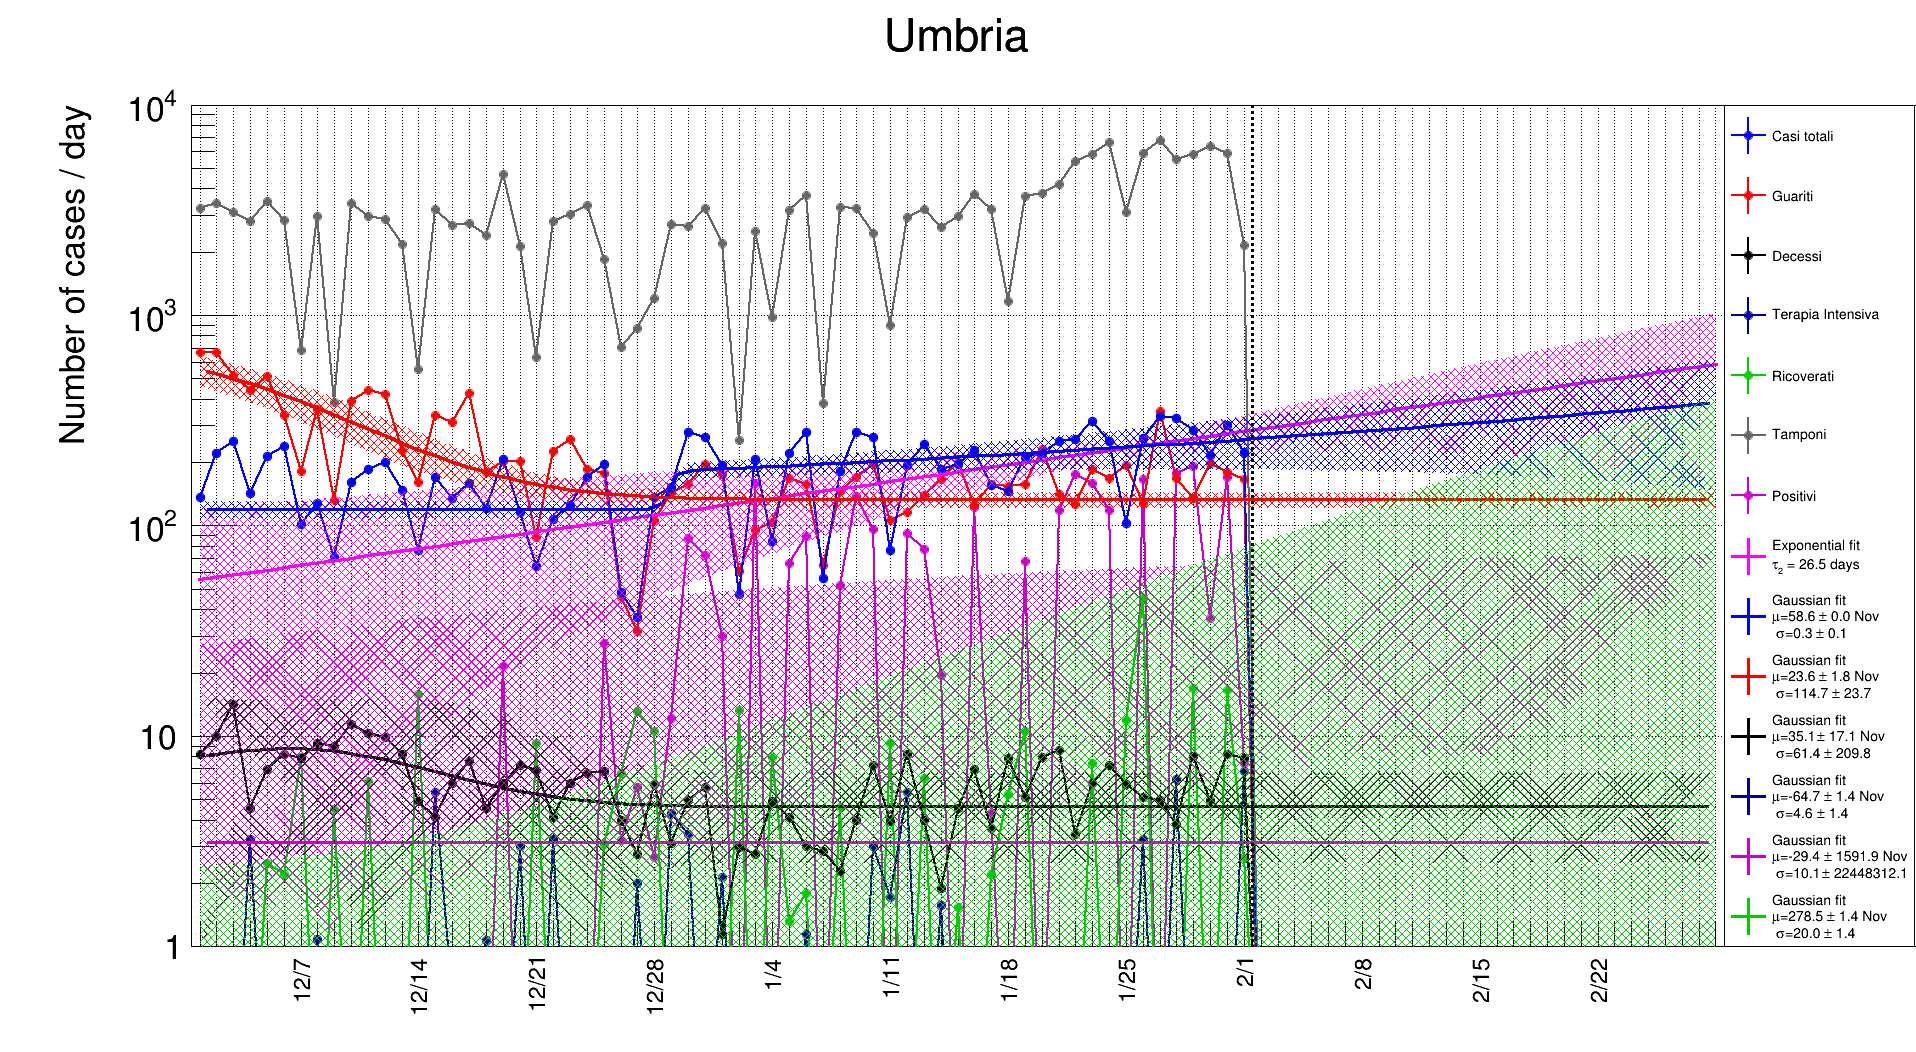 Umbria
Number of cases / day
10^4
10^3
10^2
10
1
12/7
12/14
12/21
12/28
1/4
1/11
1/18
1/25
2/1
2/8
2/15
2/22
Casi totali
Guariti
Decessi
Terapia Intensiva
Ricoverati
Tamponi
Positivi
Exponential fit
τ₂ = 26.5 days
Gaussian fit
μ=58.6 ± 0.0 Nov
σ=0.3 ± 0.1
Gaussian fit
μ=23.6 ± 1.8 Nov
σ=114.7 ± 23.7
Gaussian fit
μ=35.1 ± 17.1 Nov
σ=61.4 ± 209.8
Gaussian fit
μ=-64.7 ± 1.4 Nov
σ=4.6 ± 1.4
Gaussian fit
μ=-29.4 ± 1591.9 Nov
σ=10.1 ± 22448312.1
Gaussian fit
μ=278.5 ± 1.4 Nov
σ=20.0 ± 1.4